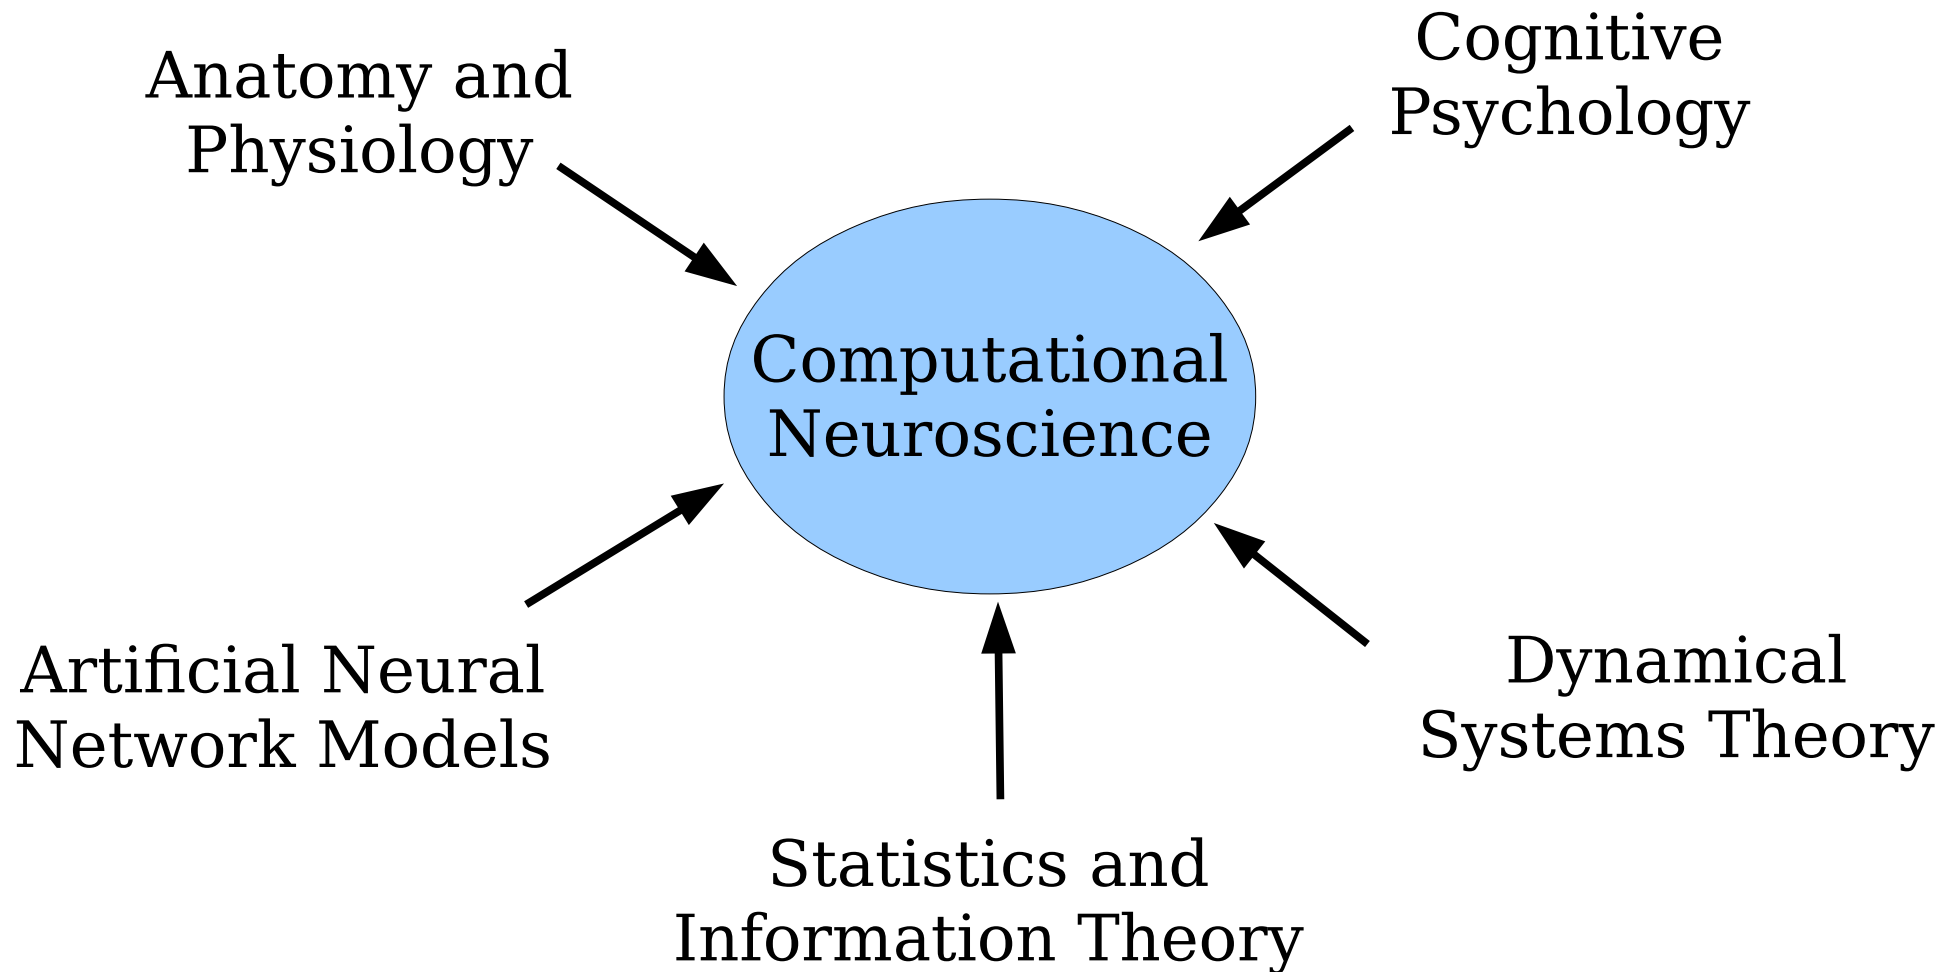 Anatomy and
Physiology
Cognitive
Psychology
Computational
Neuroscience
Artificial Neural
Network Models
Dynamical
Systems Theory
Statistics and
Information Theory